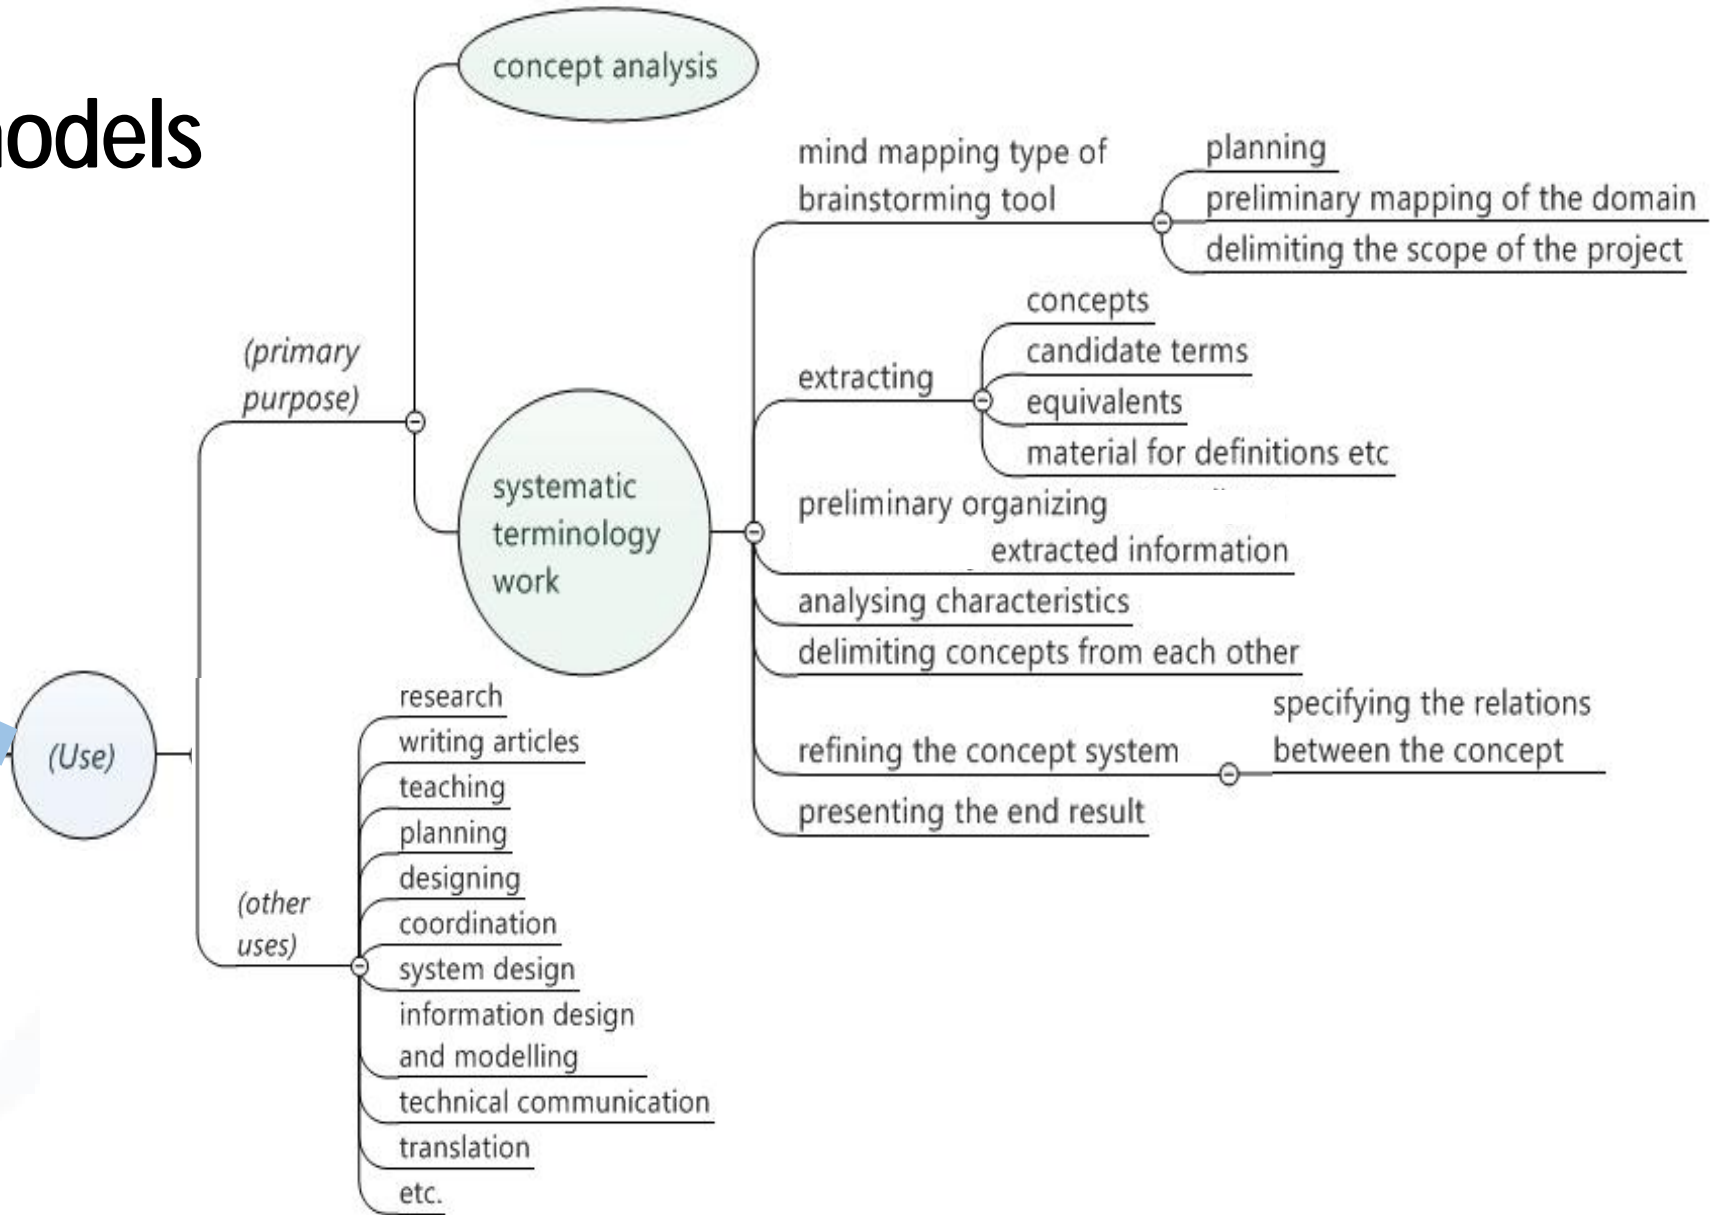 odels
concept analysis
mind mapping type of
brainstorming tool
planning
preliminary mapping of the domain
delimiting the scope of the project
(primary
purpose)
extracting
concepts
candidate terms
equivalents
material for definitions etc
systematic
terminology
work
preliminary organizing
extracted information
analysing characteristics
delimiting concepts from each other
refining the concept system
specifying the relations
between the concept
presenting the end result
(Use)
(other
uses)
research
writing articles
teaching
planning
designing
coordination
system design
information design
and modelling
technical communication
translation
etc.